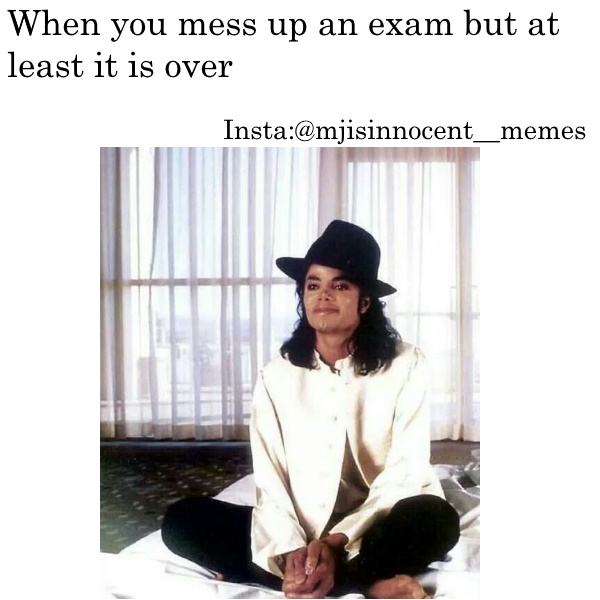 When you mess up an exam but at
least it is over
Insta:@mjisinnocent__memes